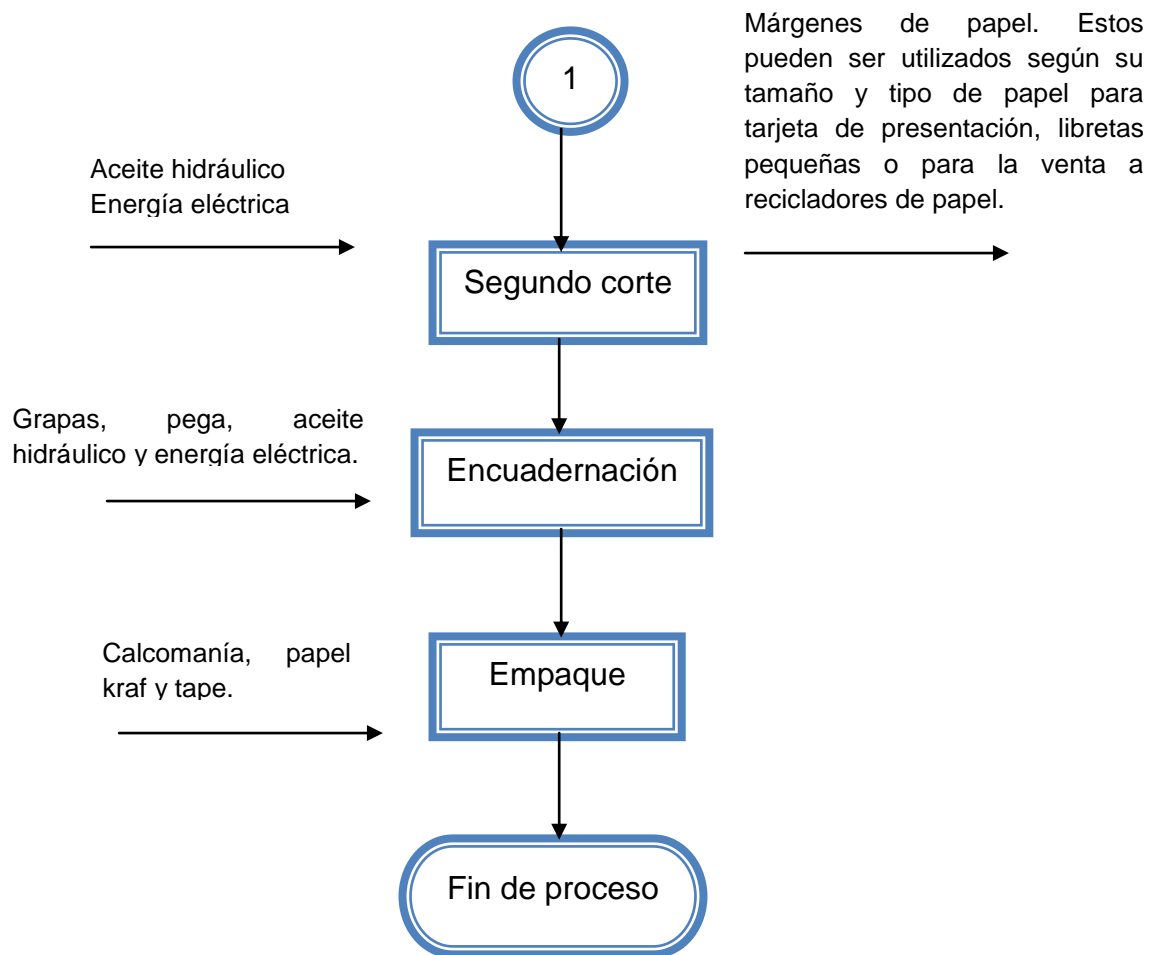 1
Márgenes de papel. Estos
pueden ser utilizados según su
tamaño y tipo de papel para
tarjeta de presentación, libretas
pequeñas o para la venta a
recicladores de papel.
Aceite hidráulico
Energía eléctrica
Segundo corte
Grapas, pega, aceite
hidráulico y energía eléctrica.
Encuadernación
Calcomanía, papel
kraf y tape.
Empaque
Fin de proceso